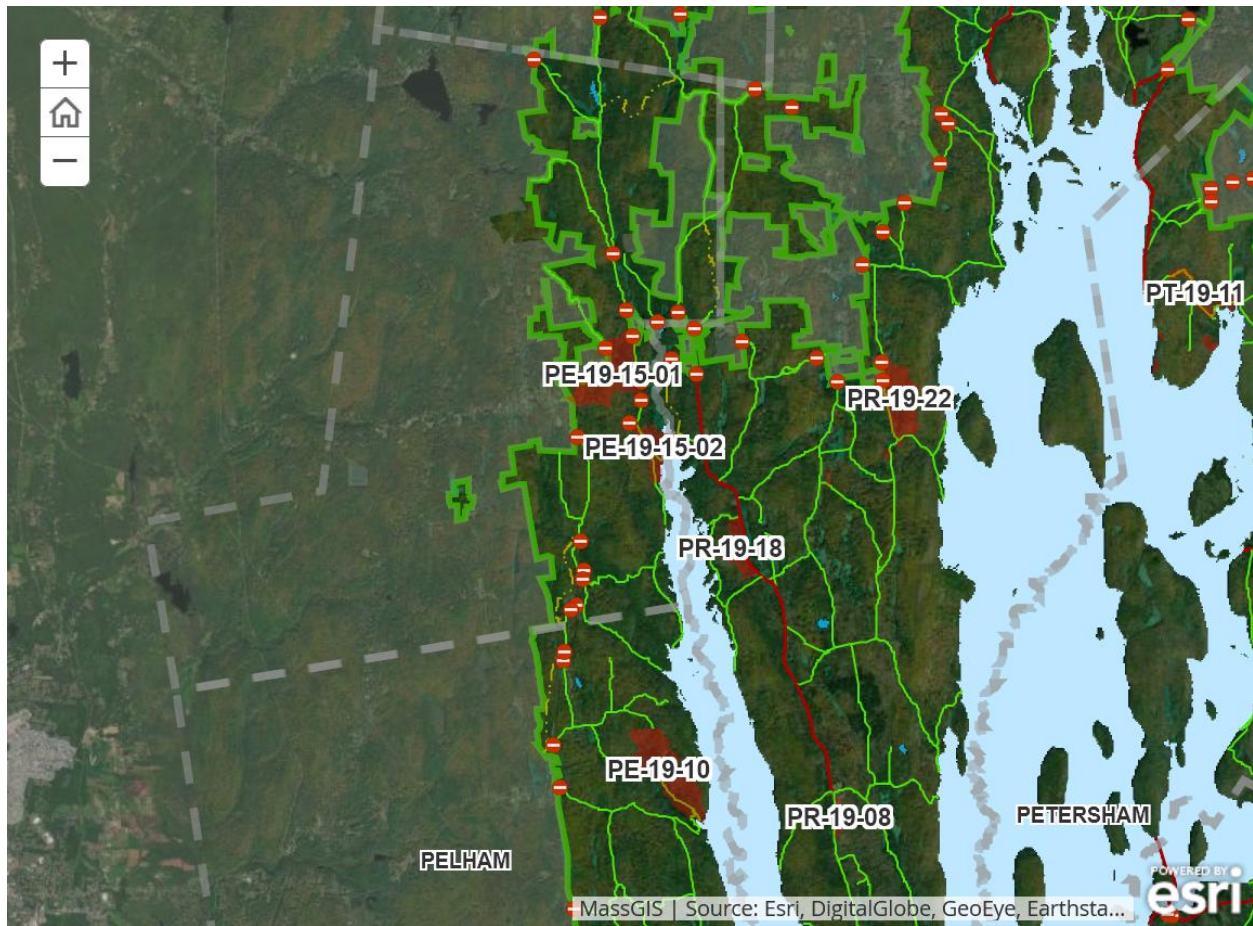 +
−
PT-19-11
PE-19-15-01
PR-19-22
PE-19-15-02
PR-19-18
PE-19-10
PR-19-08
PETERSHAM
PELHAM
POWERED BY
esri
MassGIS | Source: Esri, DigitalGlobe, GeoEye, Earthsta...